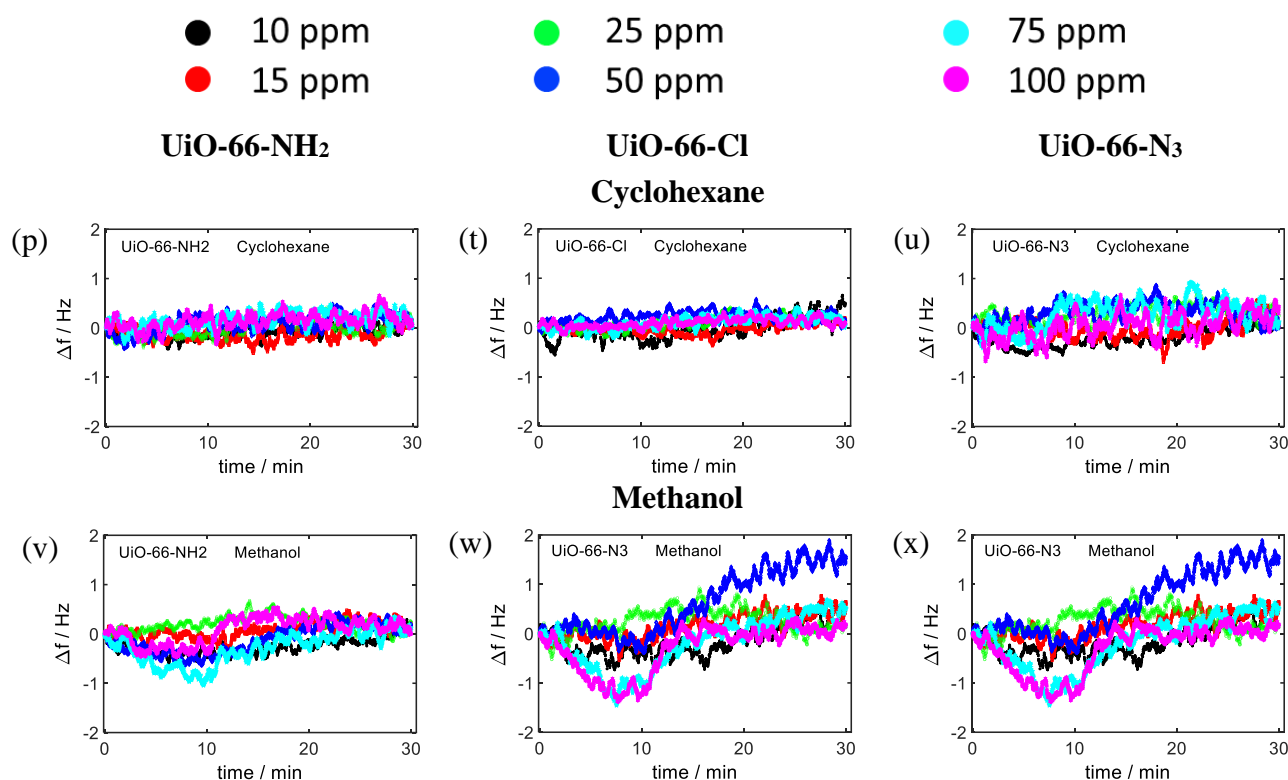 10 ppm 25 ppm 75 ppm
15 ppm 50 ppm 100 ppm
UiO-66-NH₂ UiO-66-Cl UiO-66-N₃
Cyclohexane
(p) (t) (u)
UiO-66-NH2 Cyclohexane
2
1
0
-1
-2
Δf / Hz
0 10 20 30
time / min
UiO-66-Cl Cyclohexane
2
1
0
-1
-2
Δf / Hz
0 10 20 30
time / min
UiO-66-N3 Cyclohexane
2
1
0
-1
-2
Δf / Hz
0 10 20 30
time / min
Methanol
(v) (w) (x)
UiO-66-NH2 Methanol
2
1
0
-1
-2
Δf / Hz
0 10 20 30
time / min
UiO-66-N3 Methanol
2
1
0
-1
-2
Δf / Hz
0 10 20 30
time / min
UiO-66-N3 Methanol
2
1
0
-1
-2
Δf / Hz
0 10 20 30
time / min